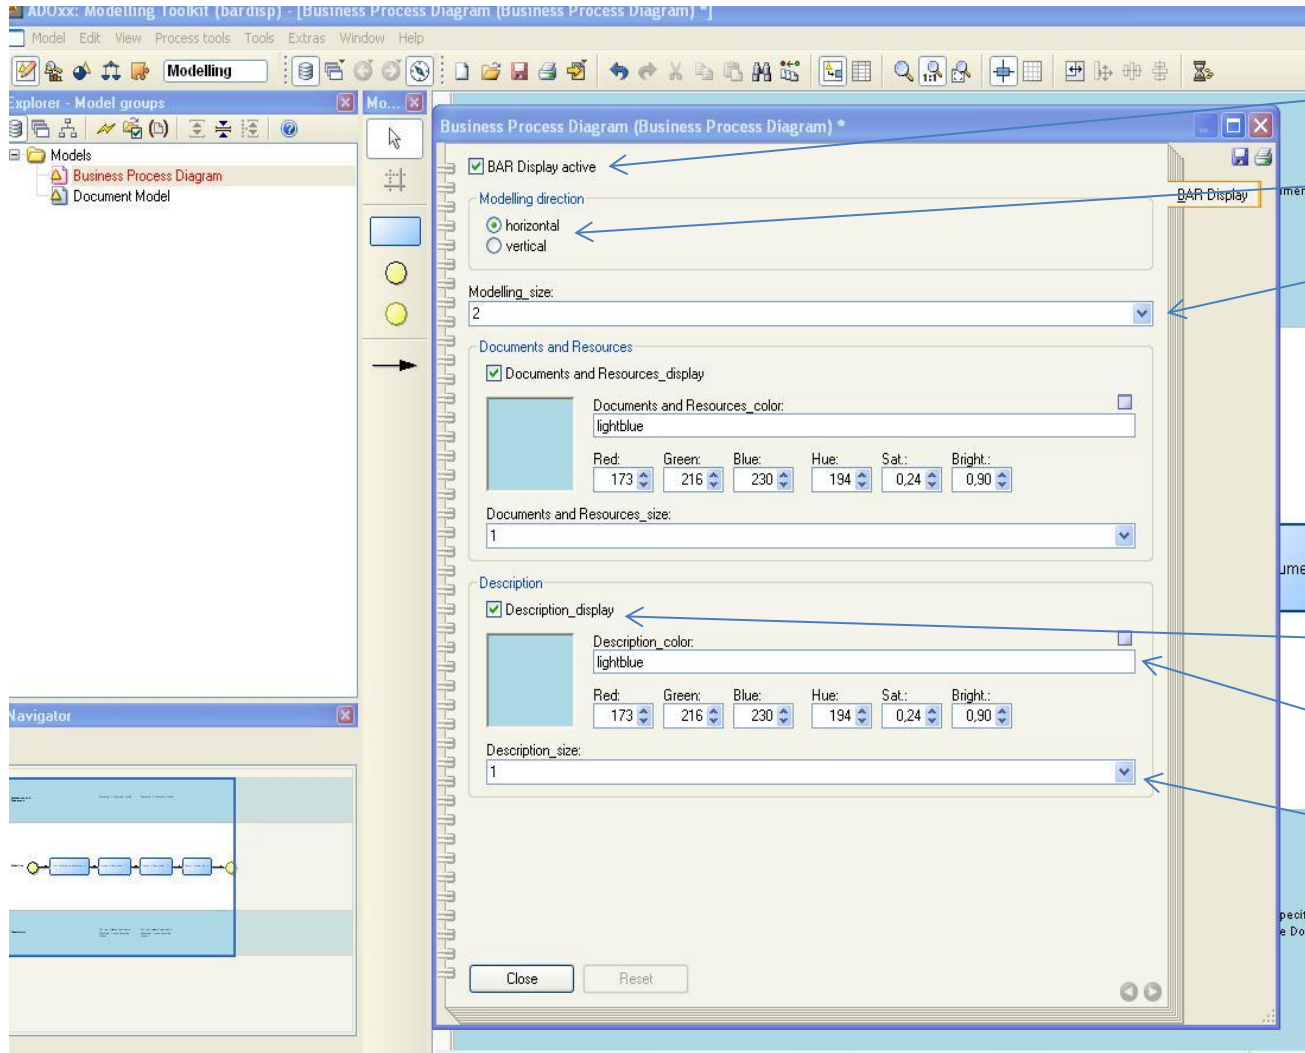 ADOxx: Modelling Toolkit (bardisp) - [Business Process Diagram (Business Process Diagram) *]
Model Edit View Process tools Tools Extras Window Help
Modelling
Explorer - Model groups
Mo...
Models
Business Process Diagram
Document Model
Business Process Diagram (Business Process Diagram) *
BAR Display active
BAR Display
Modelling direction
horizontal
vertical
Modelling_size:
2
Documents and Resources
Documents and Resources_display
Documents and Resources_color:
lightblue
Red: Green: Blue: Hue: Sat.: Bright.:
173 216 230 194 0,24 0,90
Documents and Resources_size:
1
Description
Description_display
Description_color:
lightblue
Red: Green: Blue: Hue: Sat.: Bright.:
173 216 230 194 0,24 0,90
Description_size:
1
Close Reset
Navigator